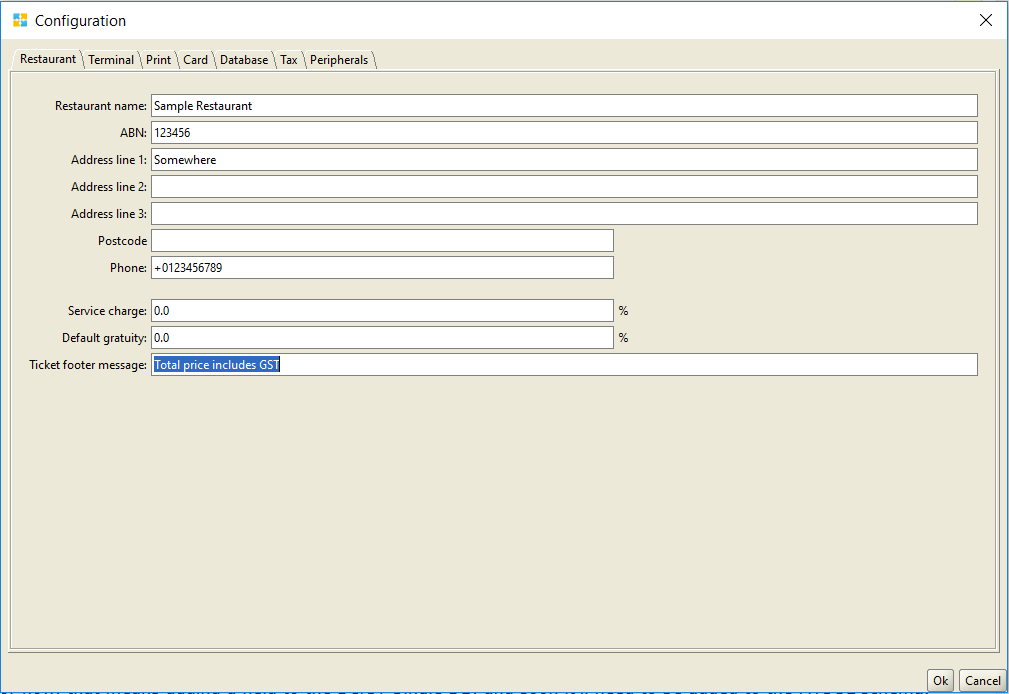 Configuration
Restaurant Terminal Print Card Database Tax Peripherals
Restaurant name: Sample Restaurant
ABN: 123456
Address line 1: Somewhere
Address line 2:
Address line 3:
Postcode
Phone: +0123456789
Service charge: 0.0 %
Default gratuity: 0.0 %
Ticket footer message: Total price includes GST
Ok Cancel